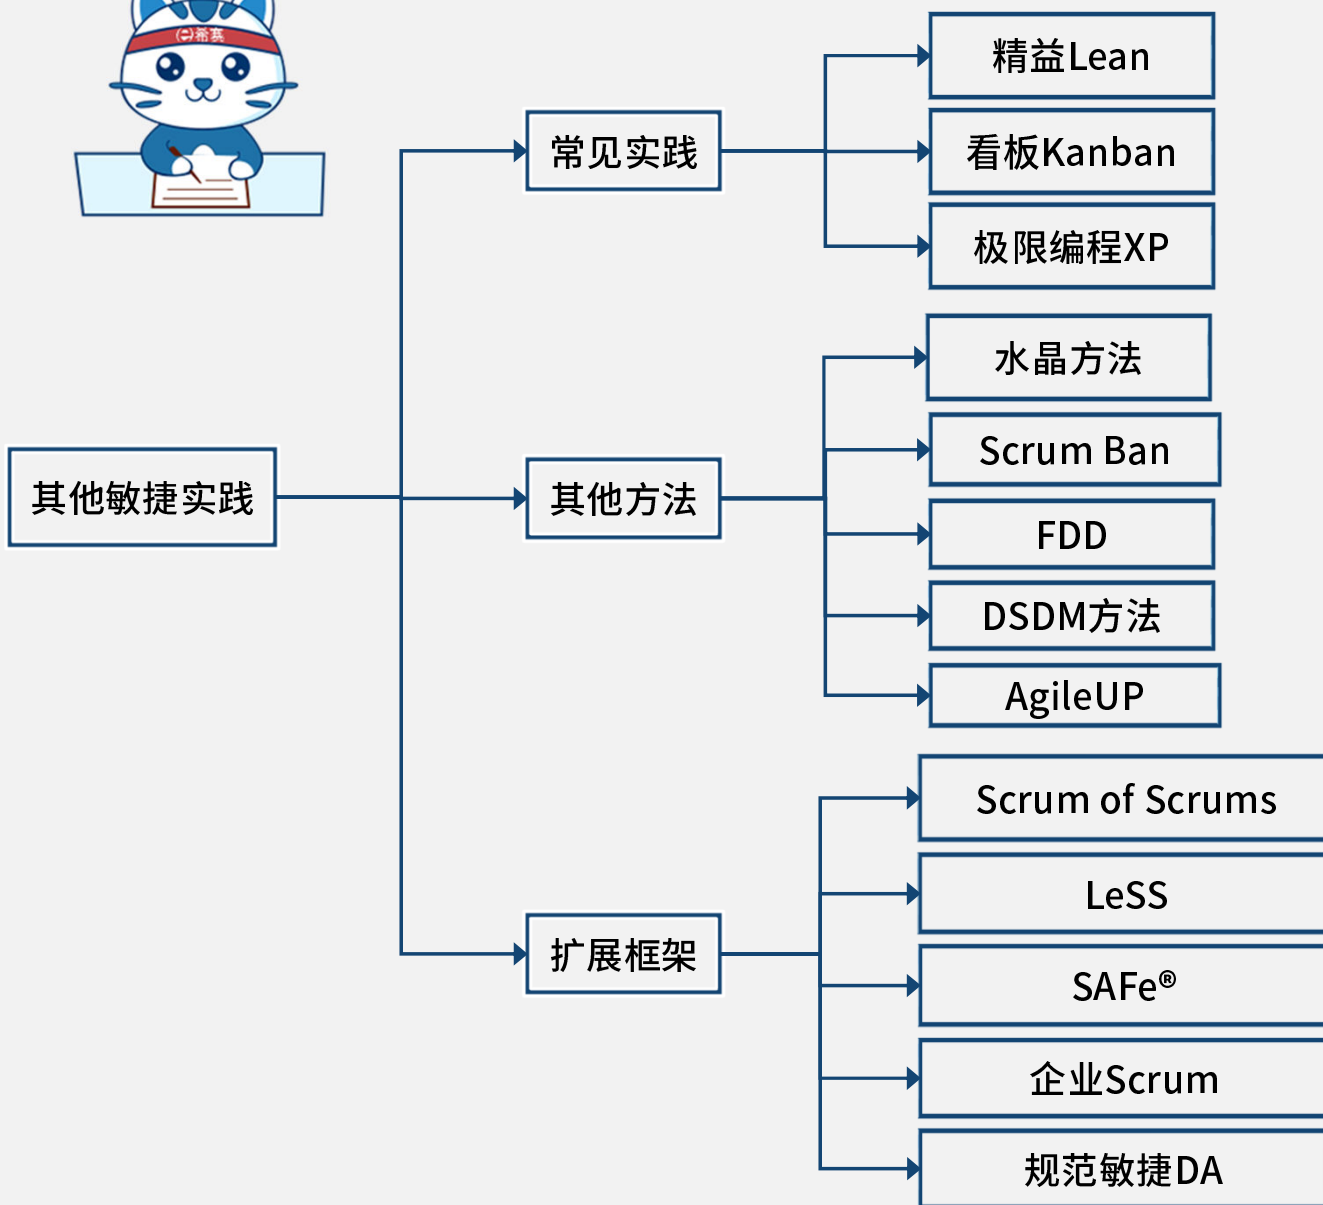 希赛
其他敏捷实践
常见实践
精益Lean
看板Kanban
极限编程XP
其他方法
水晶方法
Scrum Ban
FDD
DSDM方法
AgileUP
扩展框架
Scrum of Scrums
LeSS
SAFe®
企业Scrum
规范敏捷DA